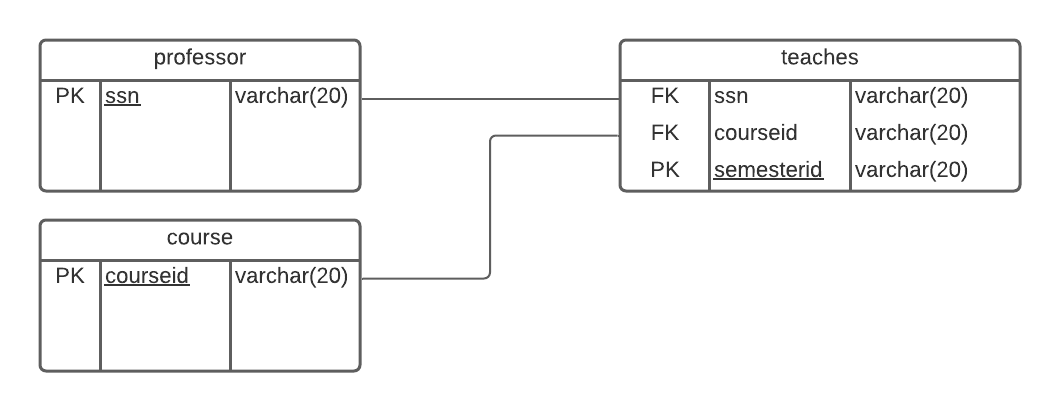 professor
PK ssn varchar(20)
teaches
FK ssn varchar(20)
FK courseid varchar(20)
PK semesterid varchar(20)
course
PK courseid varchar(20)